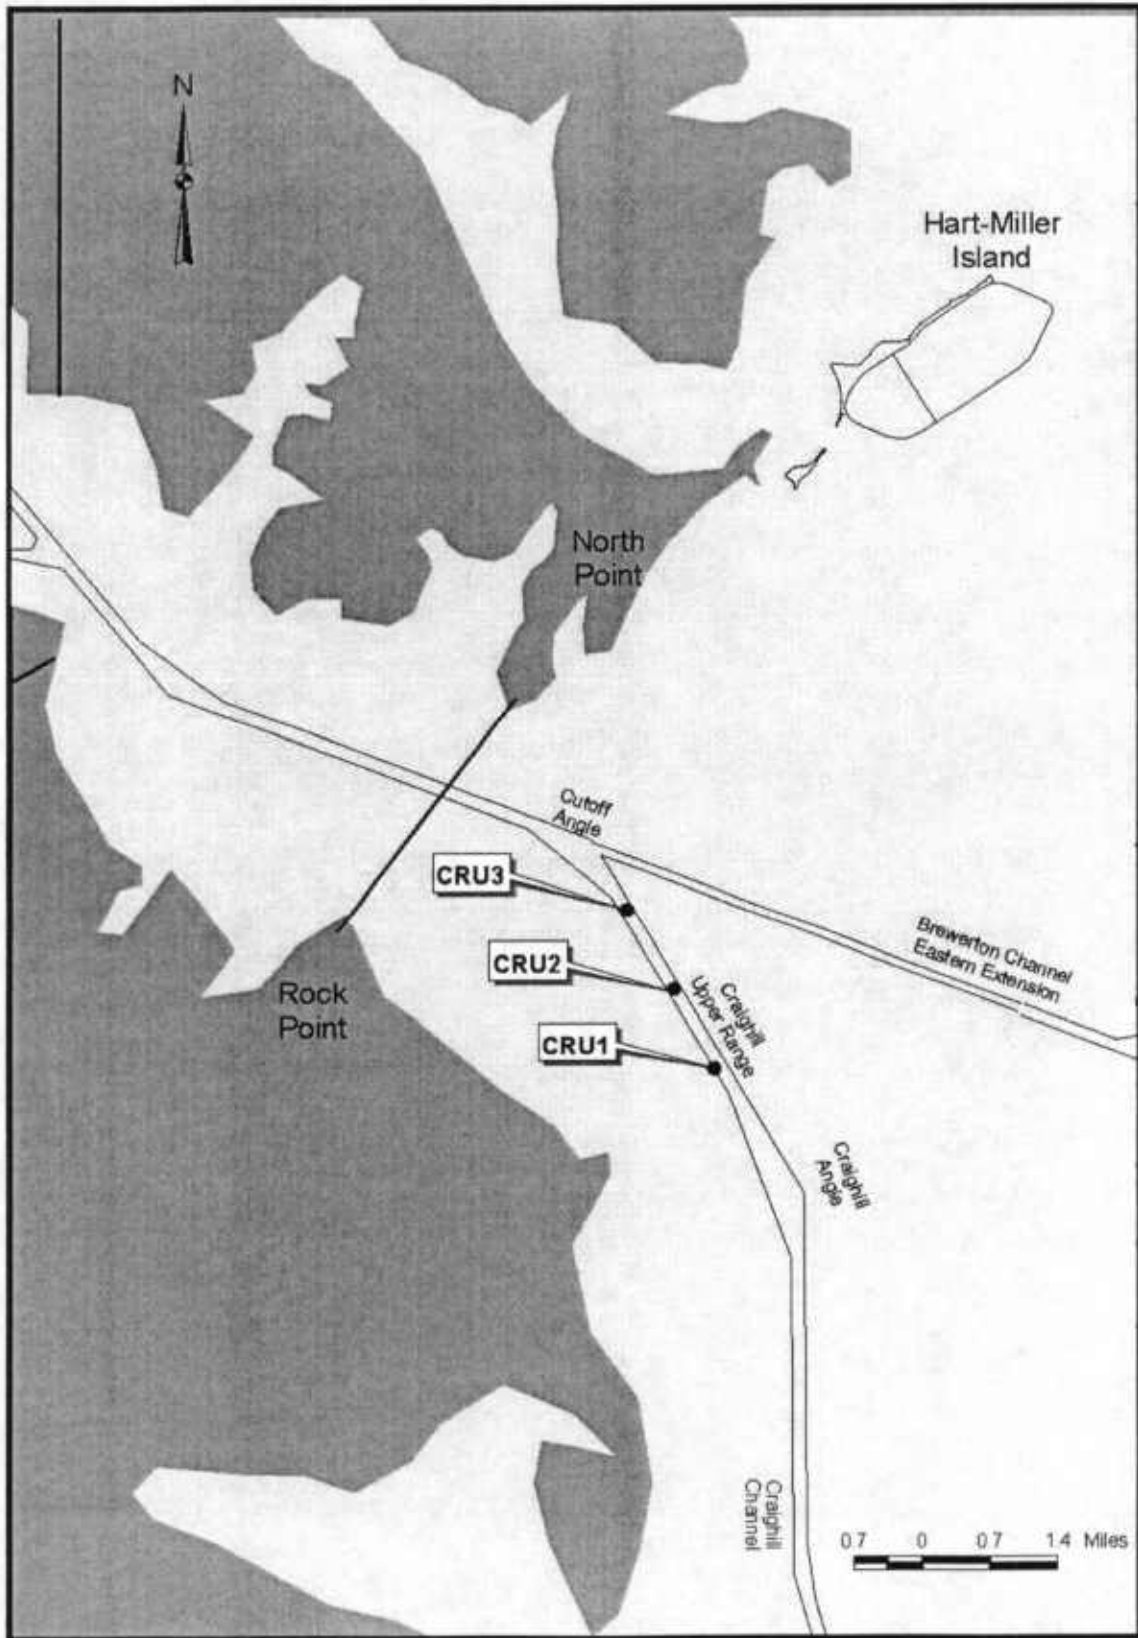 N
Hart-Miller
Island
North
Point
Cutoff
Angle
CRU3
Brewerton Channel
Eastern Extension
CRU2
Rock
Point
Craighill
Upper Range
CRU1
Craighill
Angle
Craighill
Channel
0.7 0 0.7 1.4 Miles